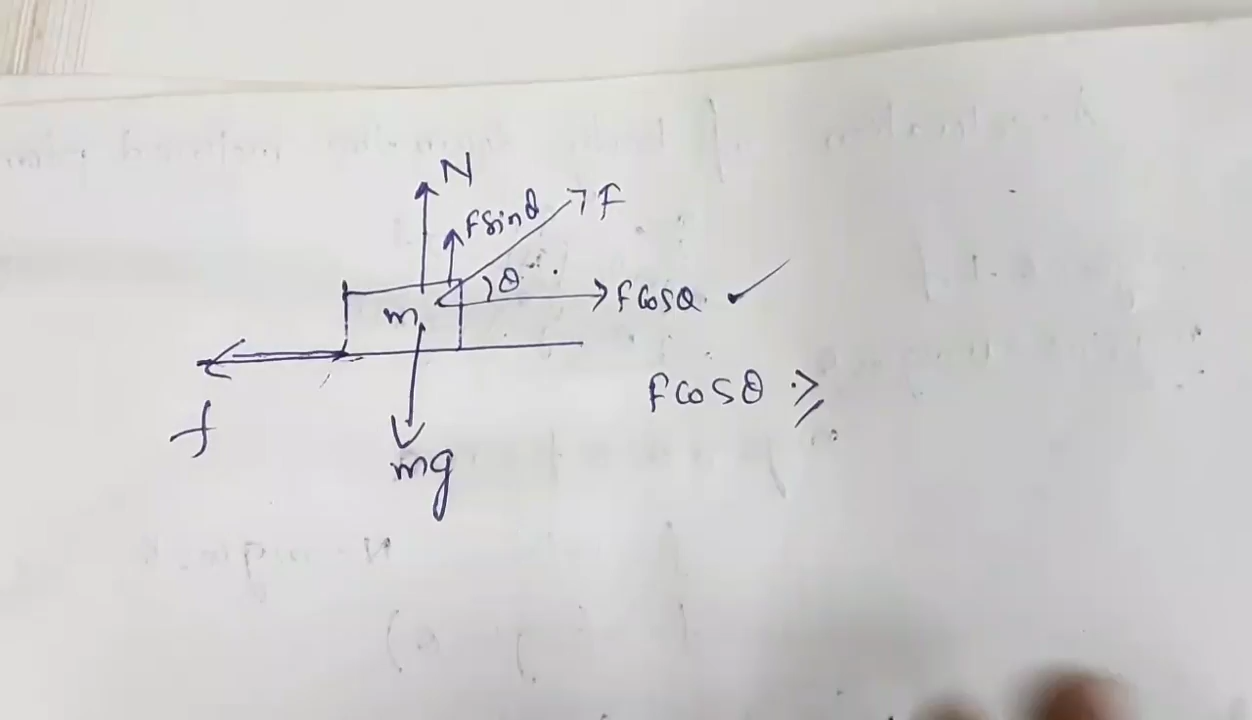 N
F sinθ
F
θ
m
F cosθ
f
F cosθ ≥
mg